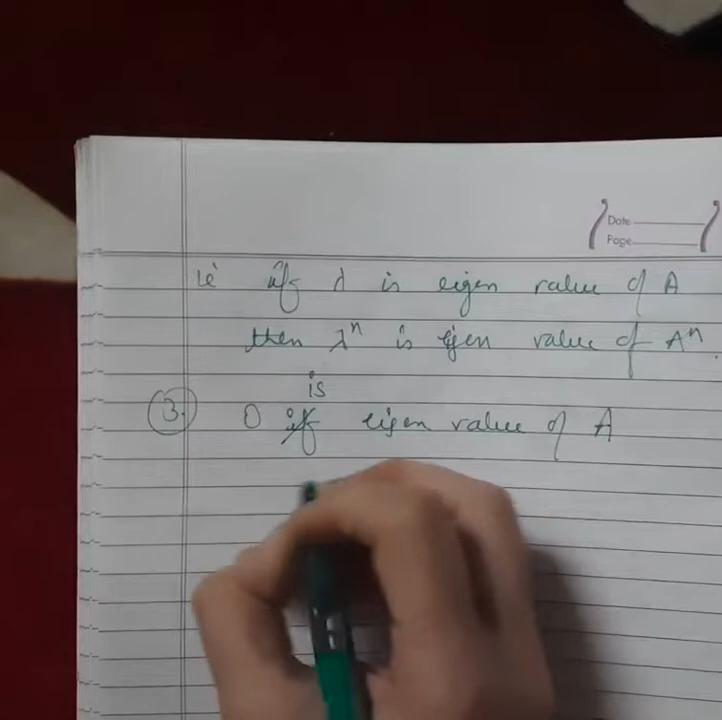 Date
Page
ie if λ is eigen value of A
then λⁿ is eigen value of Aⁿ.
is
3. 0 if eigen value of A